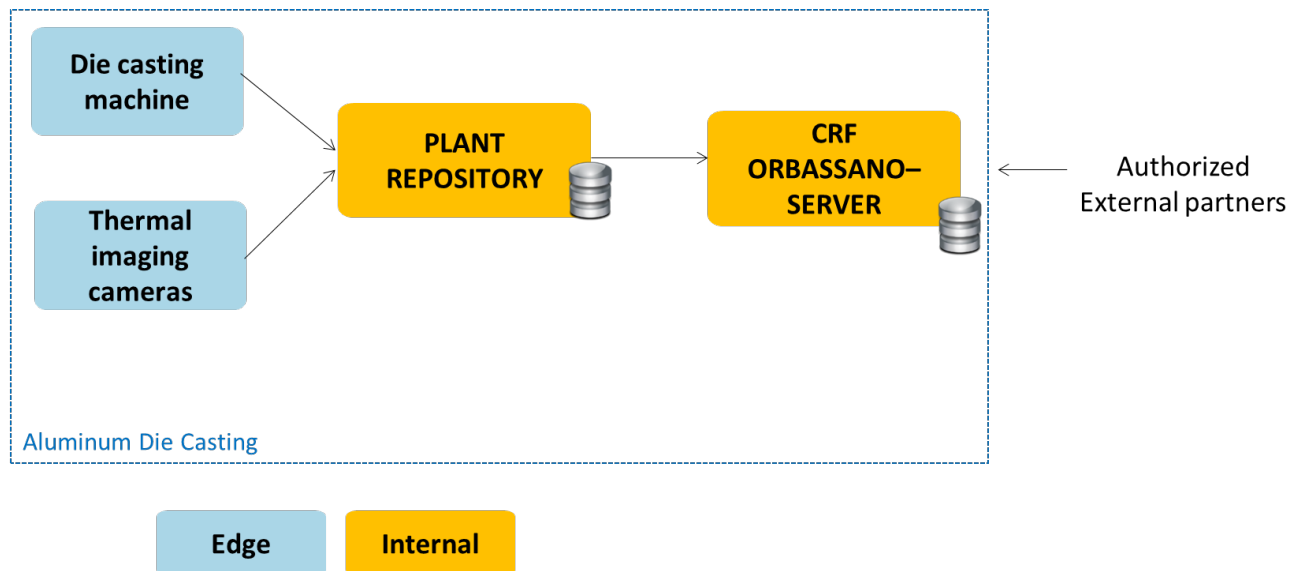 Die casting
machine
PLANT
REPOSITORY
CRF
ORBASSANO–
SERVER
Authorized
External partners
Thermal
imaging
cameras
Aluminum Die Casting
Edge
Internal